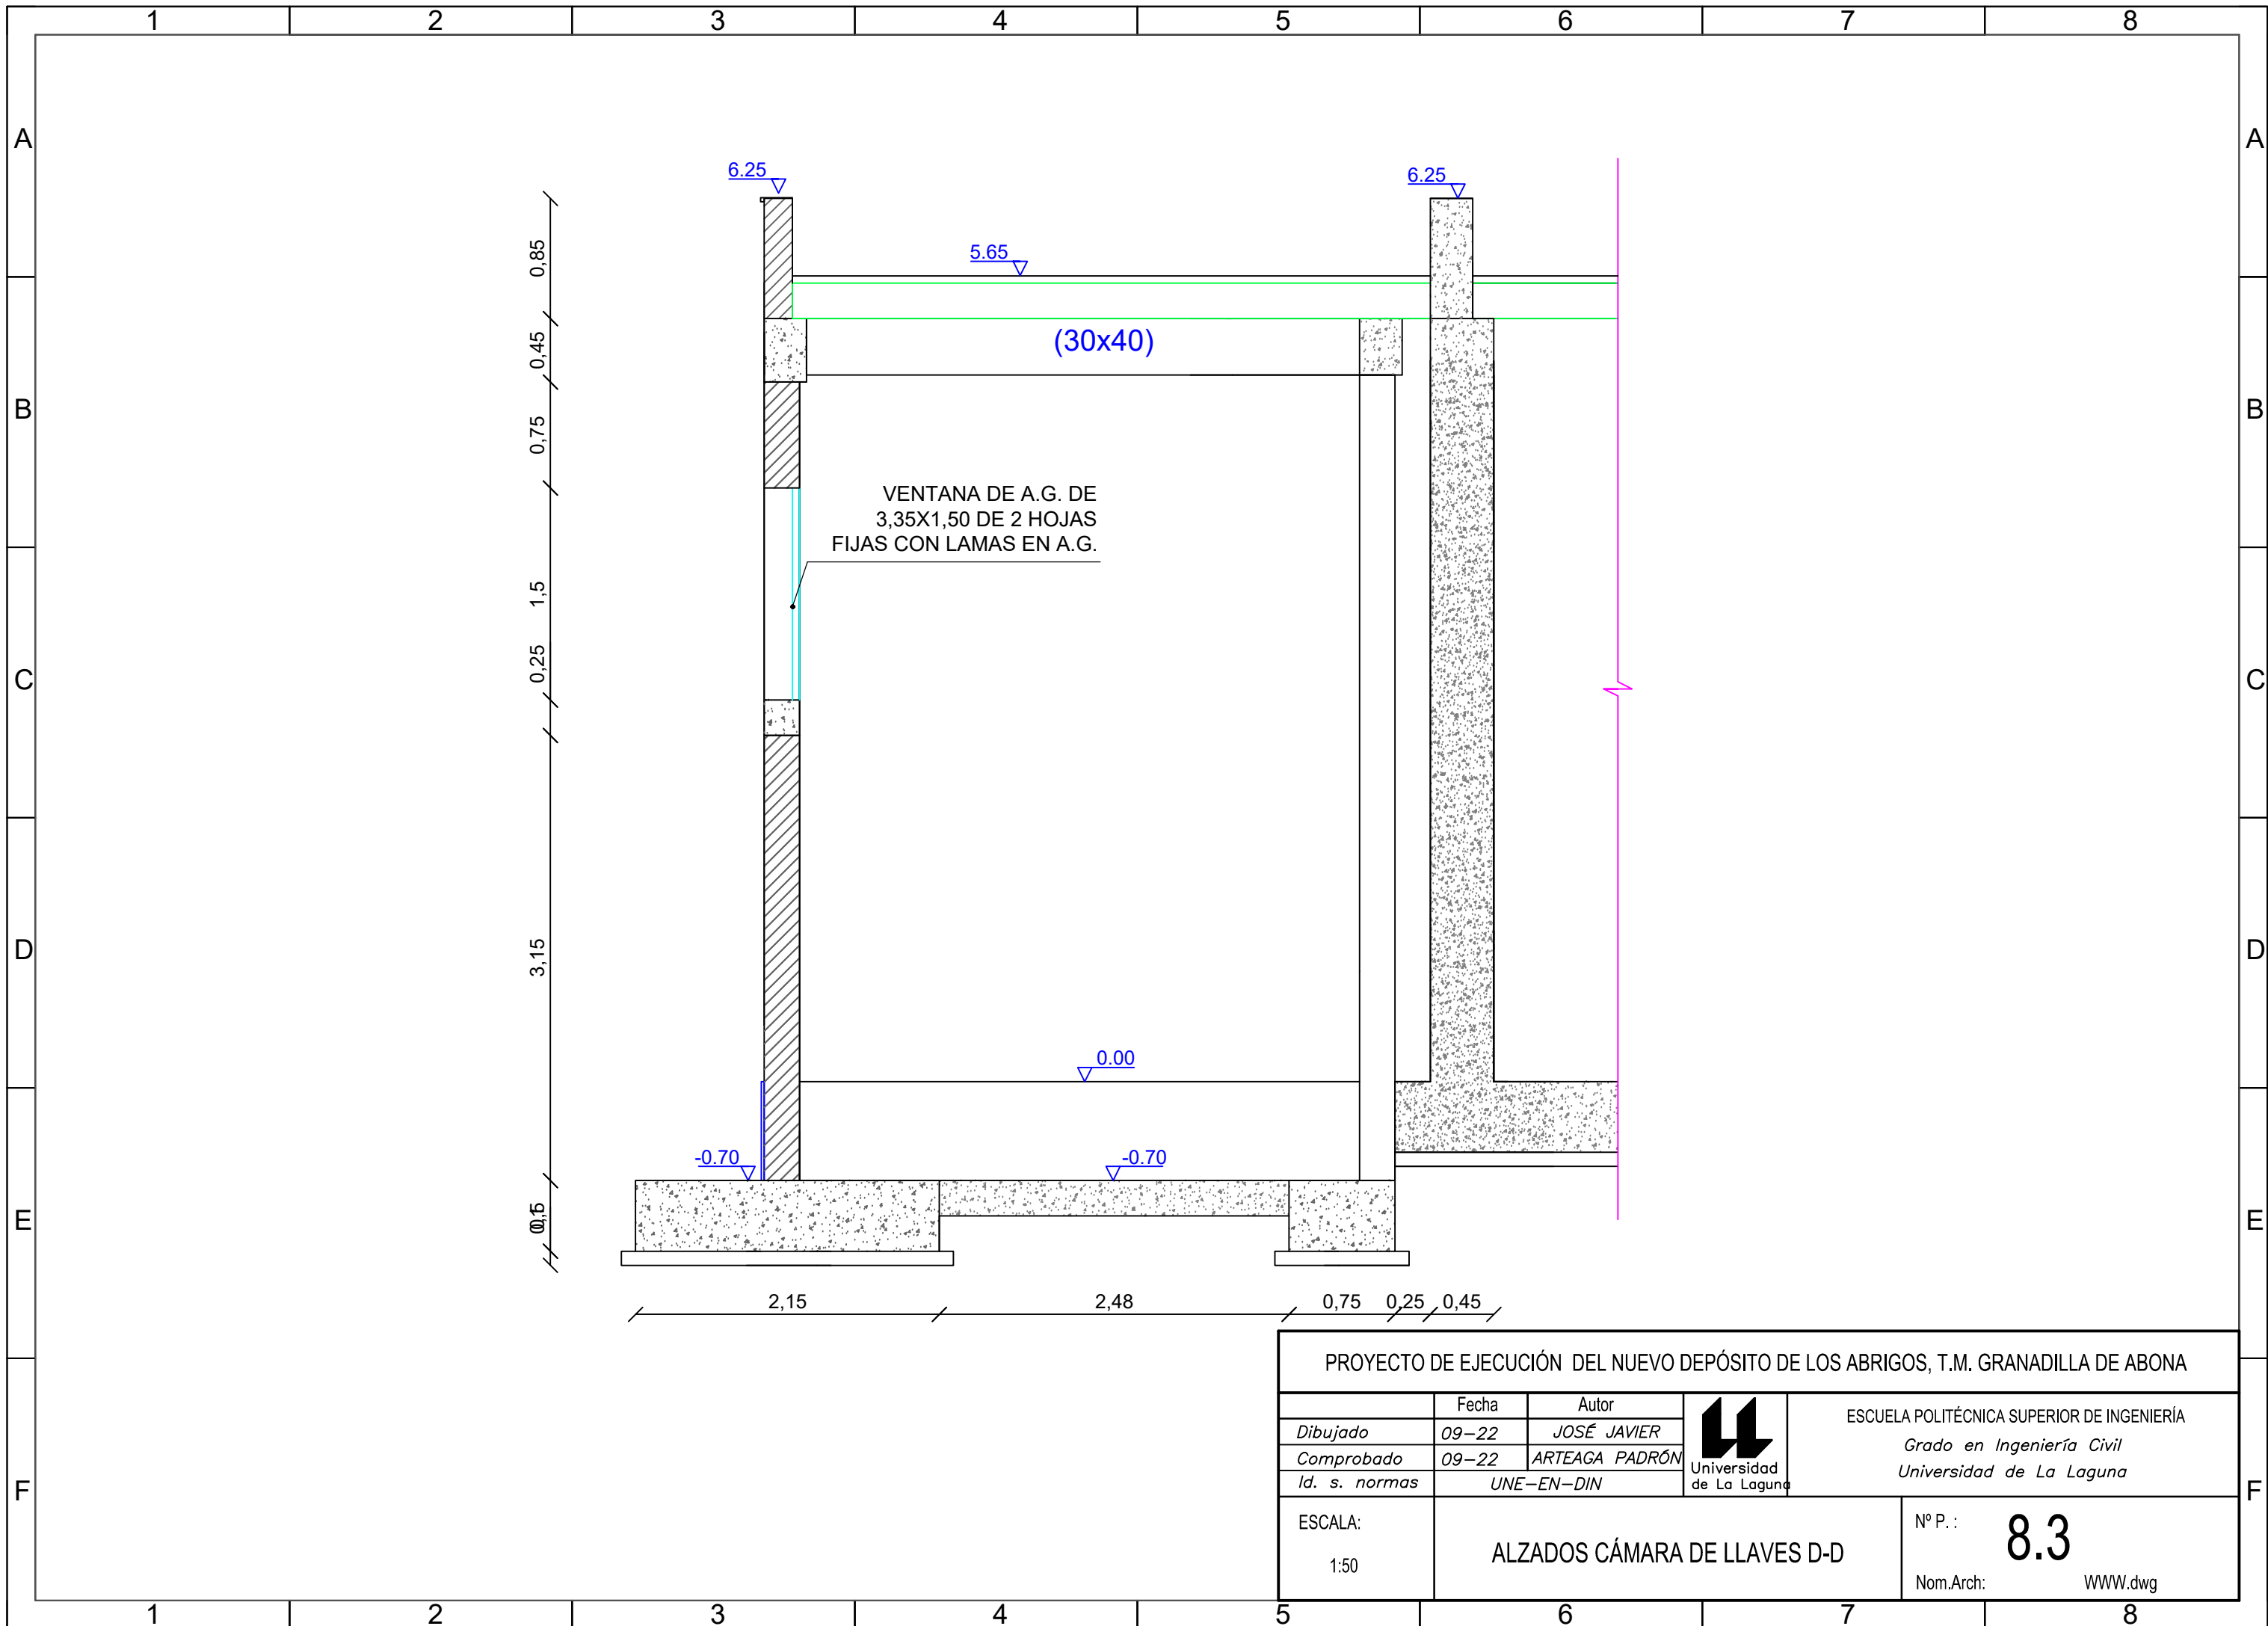 1 2 3 4 5 6 7 8
A A
6.25
6.25
5.65
0,85
(30x40)
0,45
B B
0,75
VENTANA DE A.G. DE
3,35X1,50 DE 2 HOJAS
FIJAS CON LAMAS EN A.G.
1,5
0,25
C C
3,15
D D
0.00
-0.70
-0.70
E E
2,15 2,48 0,75 0,25 0,45
PROYECTO DE EJECUCIÓN DEL NUEVO DEPÓSITO DE LOS ABRIGOS, T.M. GRANADILLA DE ABONA
Fecha Autor
Dibujado 09-22 JOSÉ JAVIER
Comprobado 09-22 ARTEAGA PADRÓN
Id. s. normas UNE-EN-DIN
Universidad
de La Laguna
ESCUELA POLITÉCNICA SUPERIOR DE INGENIERÍA
Grado en Ingeniería Civil
Universidad de La Laguna
F F
ESCALA:
1:50
ALZADOS CÁMARA DE LLAVES D-D
Nº P. : 8.3
Nom.Arch: WWW.dwg
1 2 3 4 5 6 7 8